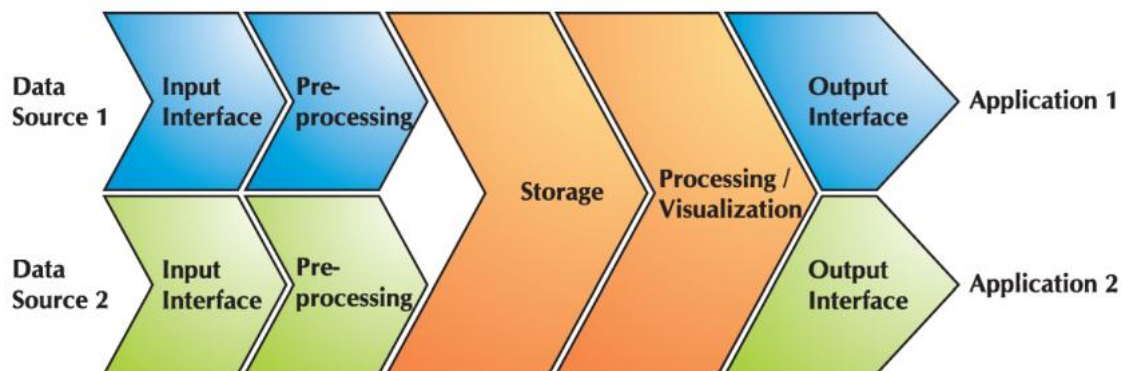 Data
Source 1
Input
Interface
Pre-
processing
Output
Interface
Application 1
Storage
Processing /
Visualization
Data
Source 2
Input
Interface
Pre-
processing
Output
Interface
Application 2